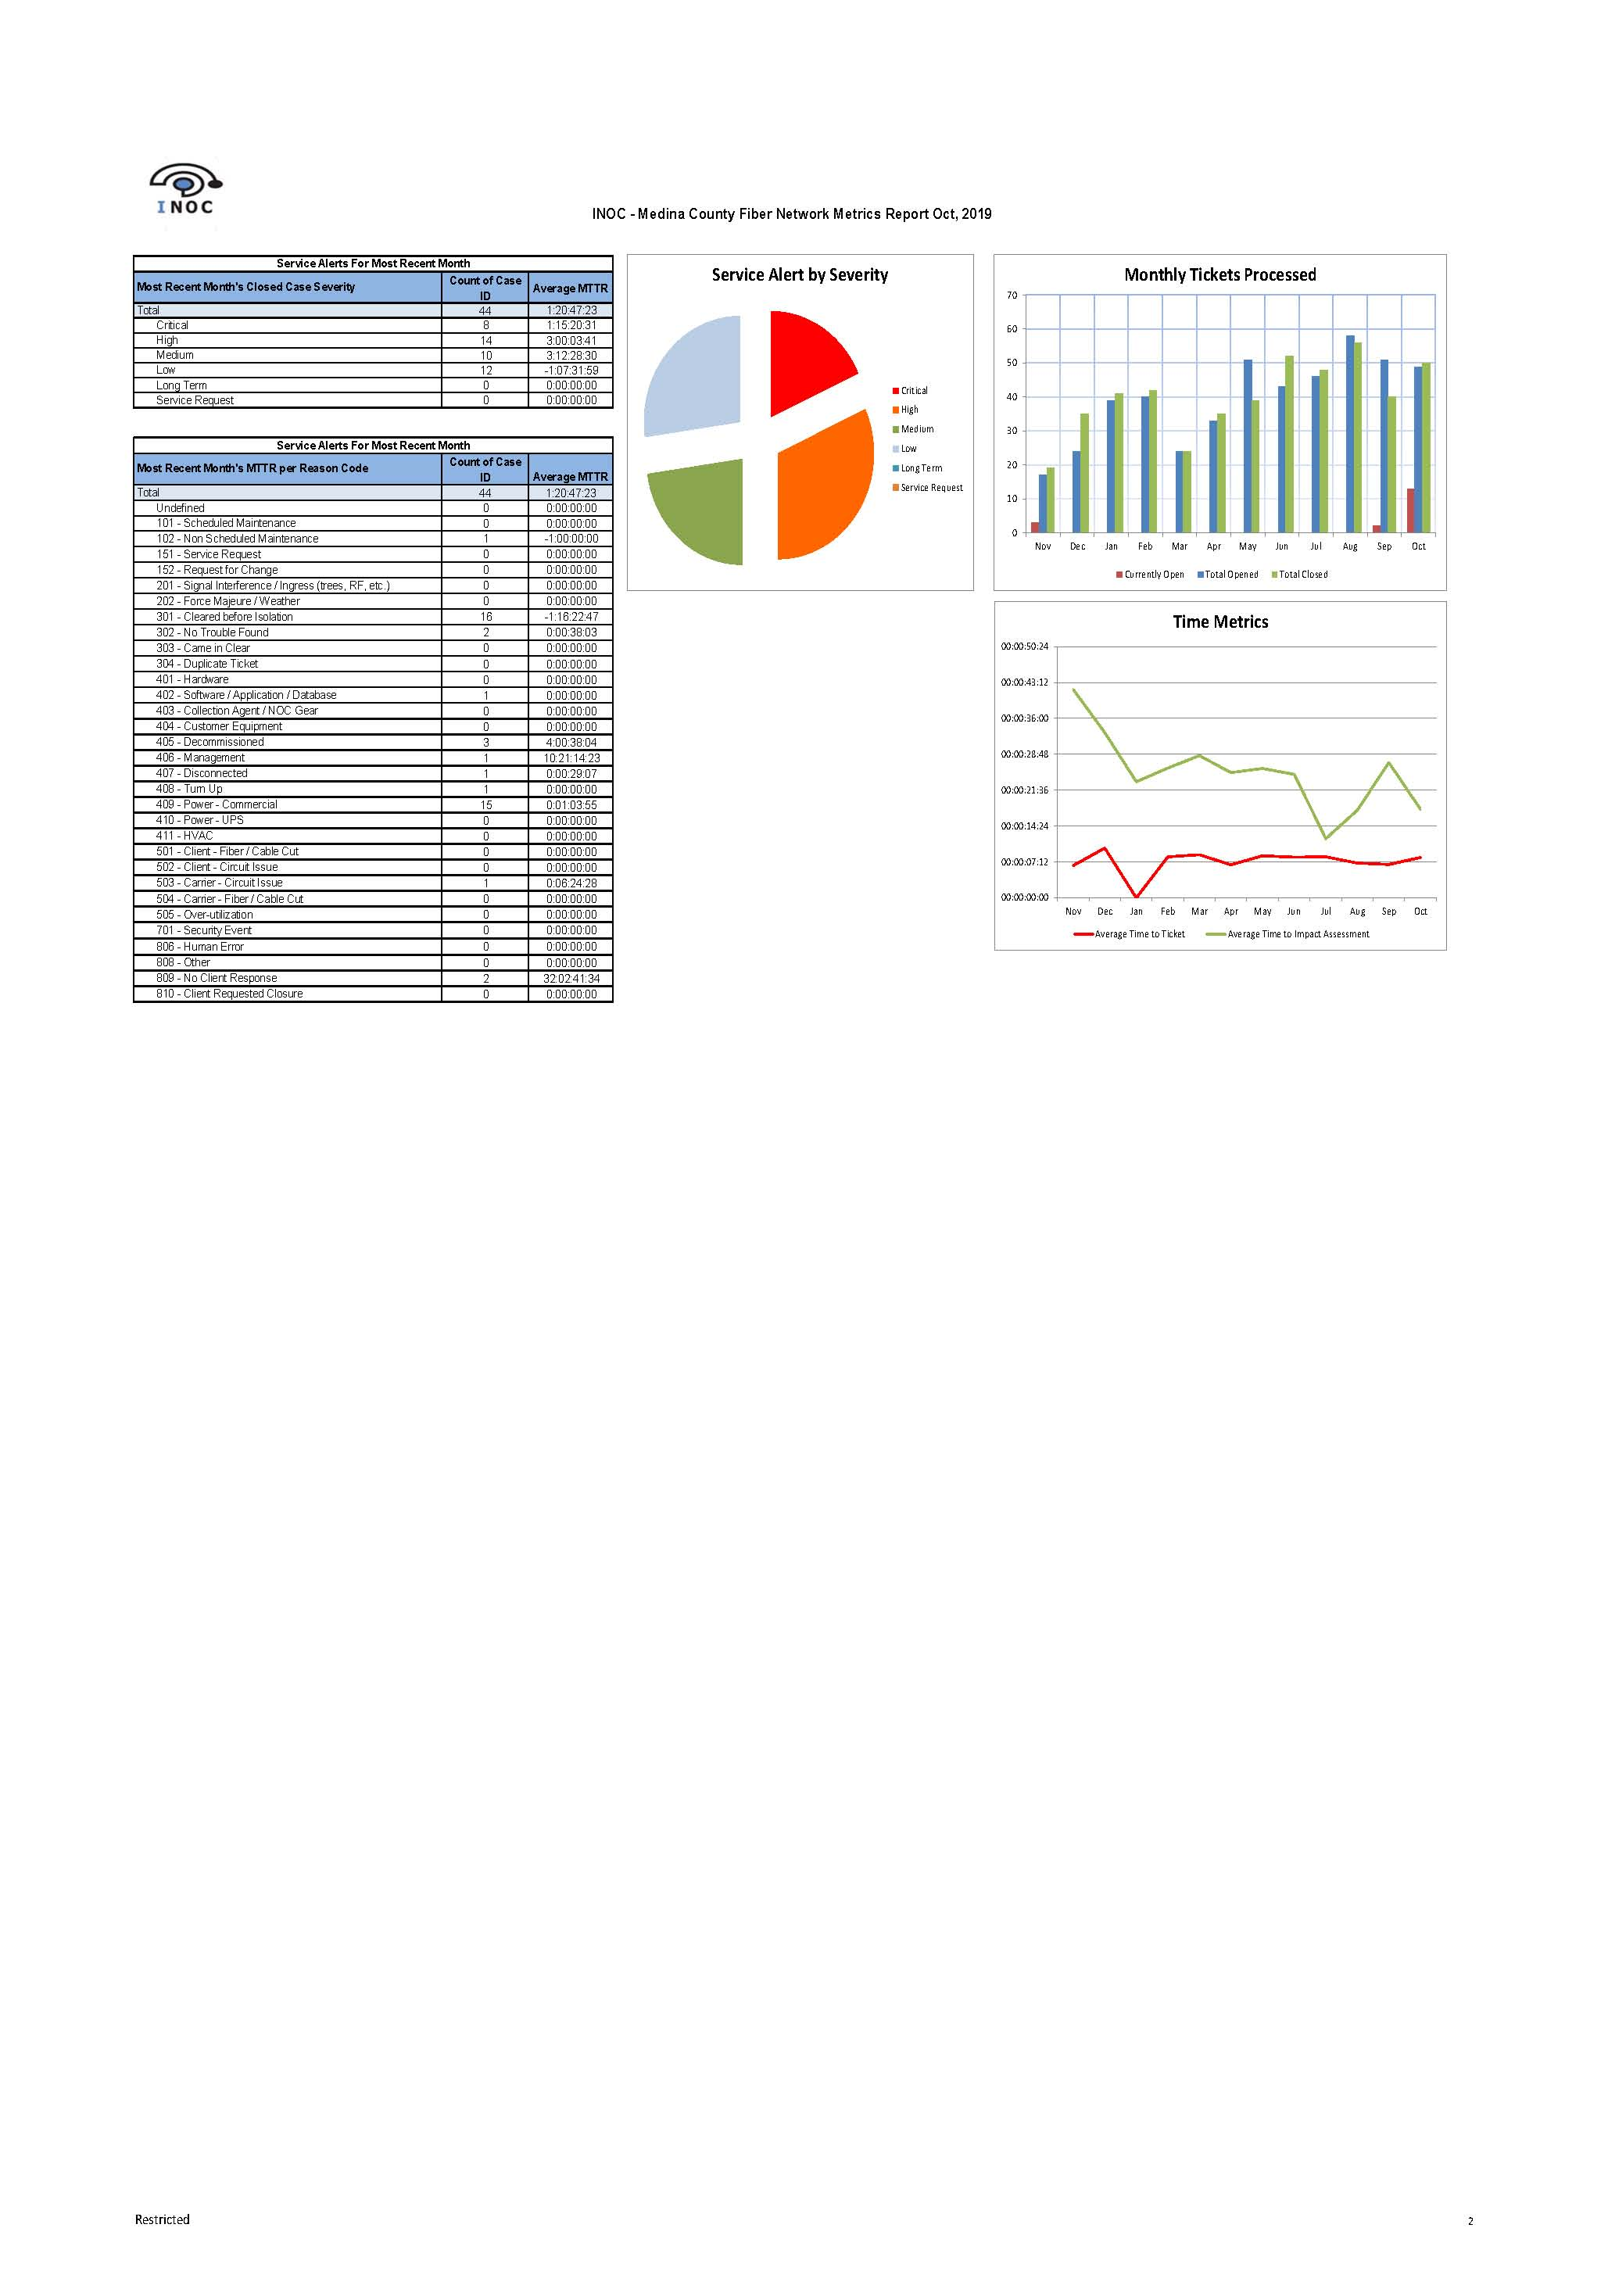 INOC
INOC - Medina County Fiber Network Metrics Report Oct, 2019
Service Alerts For Most Recent Month
Most Recent Month's Closed Case Severity Count of Case ID Average MTTR
Total 44 1:20:47:23
Critical 8 1:15:20:31
High 14 3:00:03:41
Medium 10 3:12:28:30
Low 12 -1:07:31:59
Long Term 0 0:00:00:00
Service Request 0 0:00:00:00
Service Alerts For Most Recent Month
Most Recent Month's MTTR per Reason Code Count of Case ID Average MTTR
Total 44 1:20:47:23
Undefined 0 0:00:00:00
101 - Scheduled Maintenance 0 0:00:00:00
102 - Non Scheduled Maintenance 1 -1:00:00:00
151 - Service Request 0 0:00:00:00
152 - Request for Change 0 0:00:00:00
201 - Signal Interference / Ingress (trees, RF, etc.) 0 0:00:00:00
202 - Force Majeure / Weather 0 0:00:00:00
301 - Cleared before Isolation 16 -1:16:22:47
302 - No Trouble Found 2 0:00:38:03
303 - Came in Clear 0 0:00:00:00
304 - Duplicate Ticket 0 0:00:00:00
401 - Hardware 0 0:00:00:00
402 - Software / Application / Database 1 0:00:00:00
403 - Collection Agent / NOC Gear 0 0:00:00:00
404 - Customer Equipment 0 0:00:00:00
405 - Decommissioned 3 4:00:38:04
406 - Management 1 10:21:14:23
407 - Disconnected 1 0:00:29:07
408 - Turn Up 1 0:00:00:00
409 - Power - Commercial 15 0:01:03:55
410 - Power - UPS 0 0:00:00:00
411 - HVAC 0 0:00:00:00
501 - Client - Fiber / Cable Cut 0 0:00:00:00
502 - Client - Circuit Issue 0 0:00:00:00
503 - Carrier - Circuit Issue 1 0:06:24:28
504 - Carrier - Fiber / Cable Cut 0 0:00:00:00
505 - Over-utilization 0 0:00:00:00
701 - Security Event 0 0:00:00:00
806 - Human Error 0 0:00:00:00
808 - Other 0 0:00:00:00
809 - No Client Response 2 32:02:41:34
810 - Client Requested Closure 0 0:00:00:00
Service Alert by Severity
Critical
High
Medium
Low
Long Term
Service Request
Monthly Tickets Processed
70
60
50
40
30
20
10
0
Nov Dec Jan Feb Mar Apr May Jun Jul Aug Sep Oct
Currently Open Total Opened Total Closed
Time Metrics
00:00:50:24
00:00:43:12
00:00:36:00
00:00:28:48
00:00:21:36
00:00:14:24
00:00:07:12
00:00:00:00
Nov Dec Jan Feb Mar Apr May Jun Jul Aug Sep Oct
Average Time to Ticket Average Time to Impact Assessment
Restricted 2